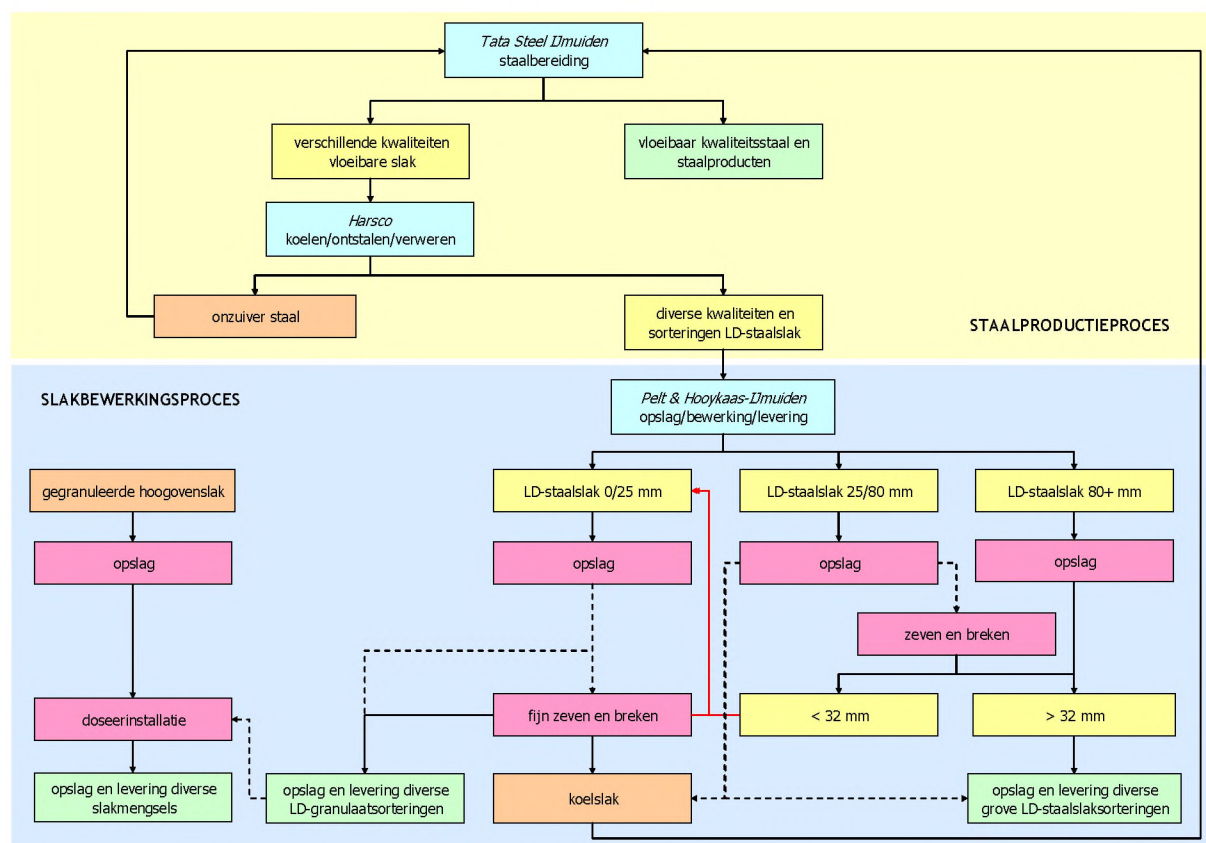 Tata Steel IJmuiden
staalbereiding
verschillende kwaliteiten
vloeibare slak
vloeibaar kwaliteitsstaal en
staalproducten
Harsco
koelen/ontstalen/verweren
onzuiver staal
diverse kwaliteiten en
sorteringen LD-staalslak
STAALPRODUCTIEPROCES
SLAKBEWERKINGSPROCES
Pelt & Hooykaas-IJmuiden
opslag/bewerking/levering
gegranuleerde hoogovenslak
LD-staalslak 0/25 mm
LD-staalslak 25/80 mm
LD-staalslak 80+ mm
opslag
opslag
opslag
opslag
zeven en breken
doseerinstallatie
fijn zeven en breken
< 32 mm
> 32 mm
opslag en levering diverse
slakmengsels
opslag en levering diverse
LD-granulaatsorteringen
koelslak
opslag en levering diverse
grove LD-staalslaksorteringen